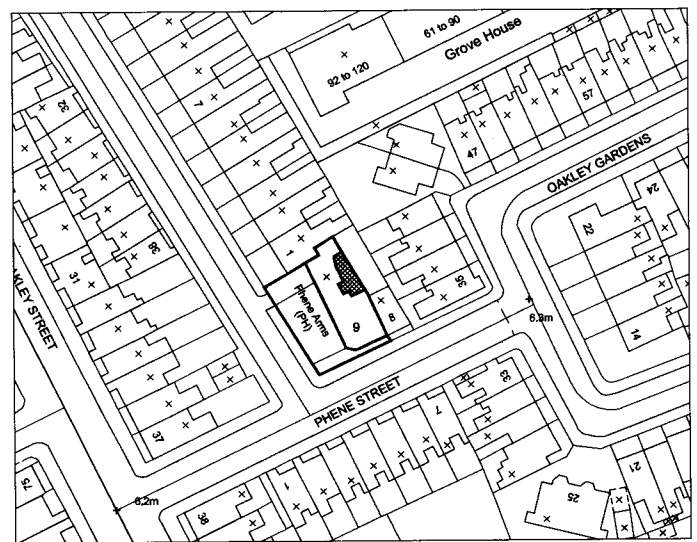 61 to 90
92 to 120
Grove House
7
32
57
47
OAKLEY GARDENS
24
22
38
1
31
36
Phene Arms
(PH)
8
9
6.3m
14
OAKLEY STREET
PHENE STREET
33
7
37
1
21
75
25
6.2m
38